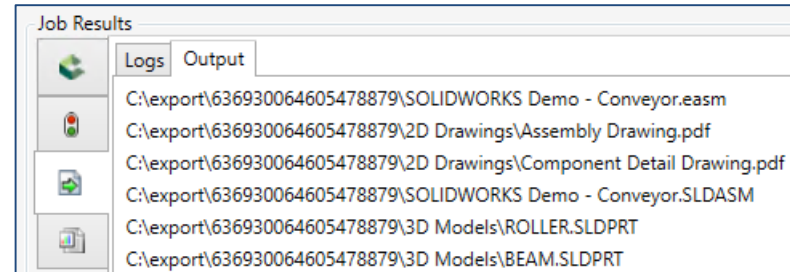 Job Results
Logs Output
C:\export\636930064605478879\SOLIDWORKS Demo - Conveyor.easm
C:\export\636930064605478879\2D Drawings\Assembly Drawing.pdf
C:\export\636930064605478879\2D Drawings\Component Detail Drawing.pdf
C:\export\636930064605478879\SOLIDWORKS Demo - Conveyor.SLDASM
C:\export\636930064605478879\3D Models\ROLLER.SLDPRT
C:\export\636930064605478879\3D Models\BEAM.SLDPRT